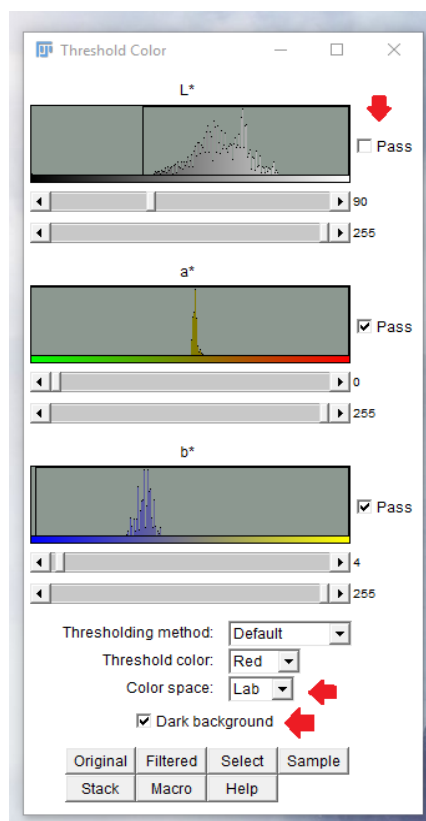 Threshold Color
L*
Pass
90
255
a*
Pass
0
255
b*
Pass
4
255
Thresholding method: Default
Threshold color: Red
Color space: Lab
Dark background
Original Filtered Select Sample
Stack Macro Help